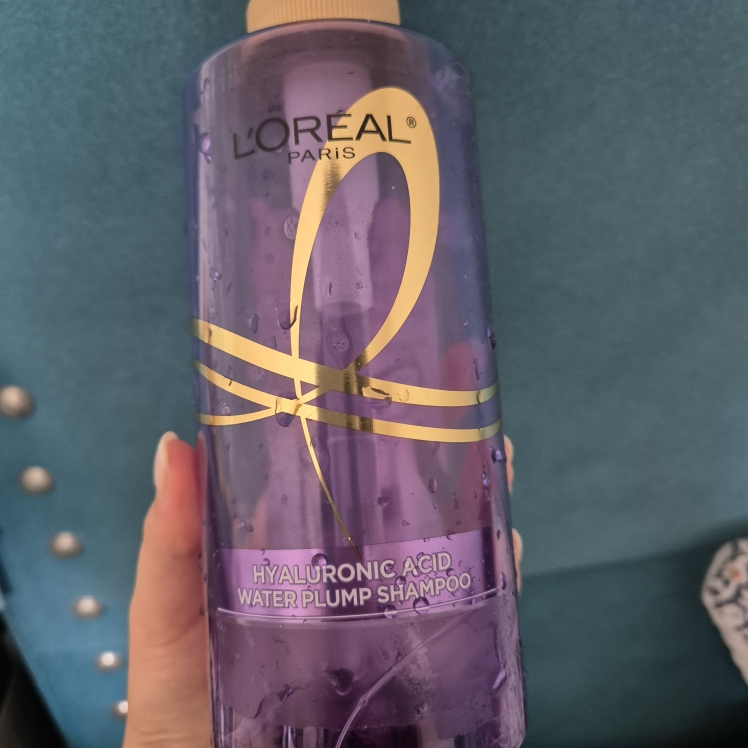 L'ORÉAL®
PARiS
HYALURONIC ACID
WATER PLUMP SHAMPOO